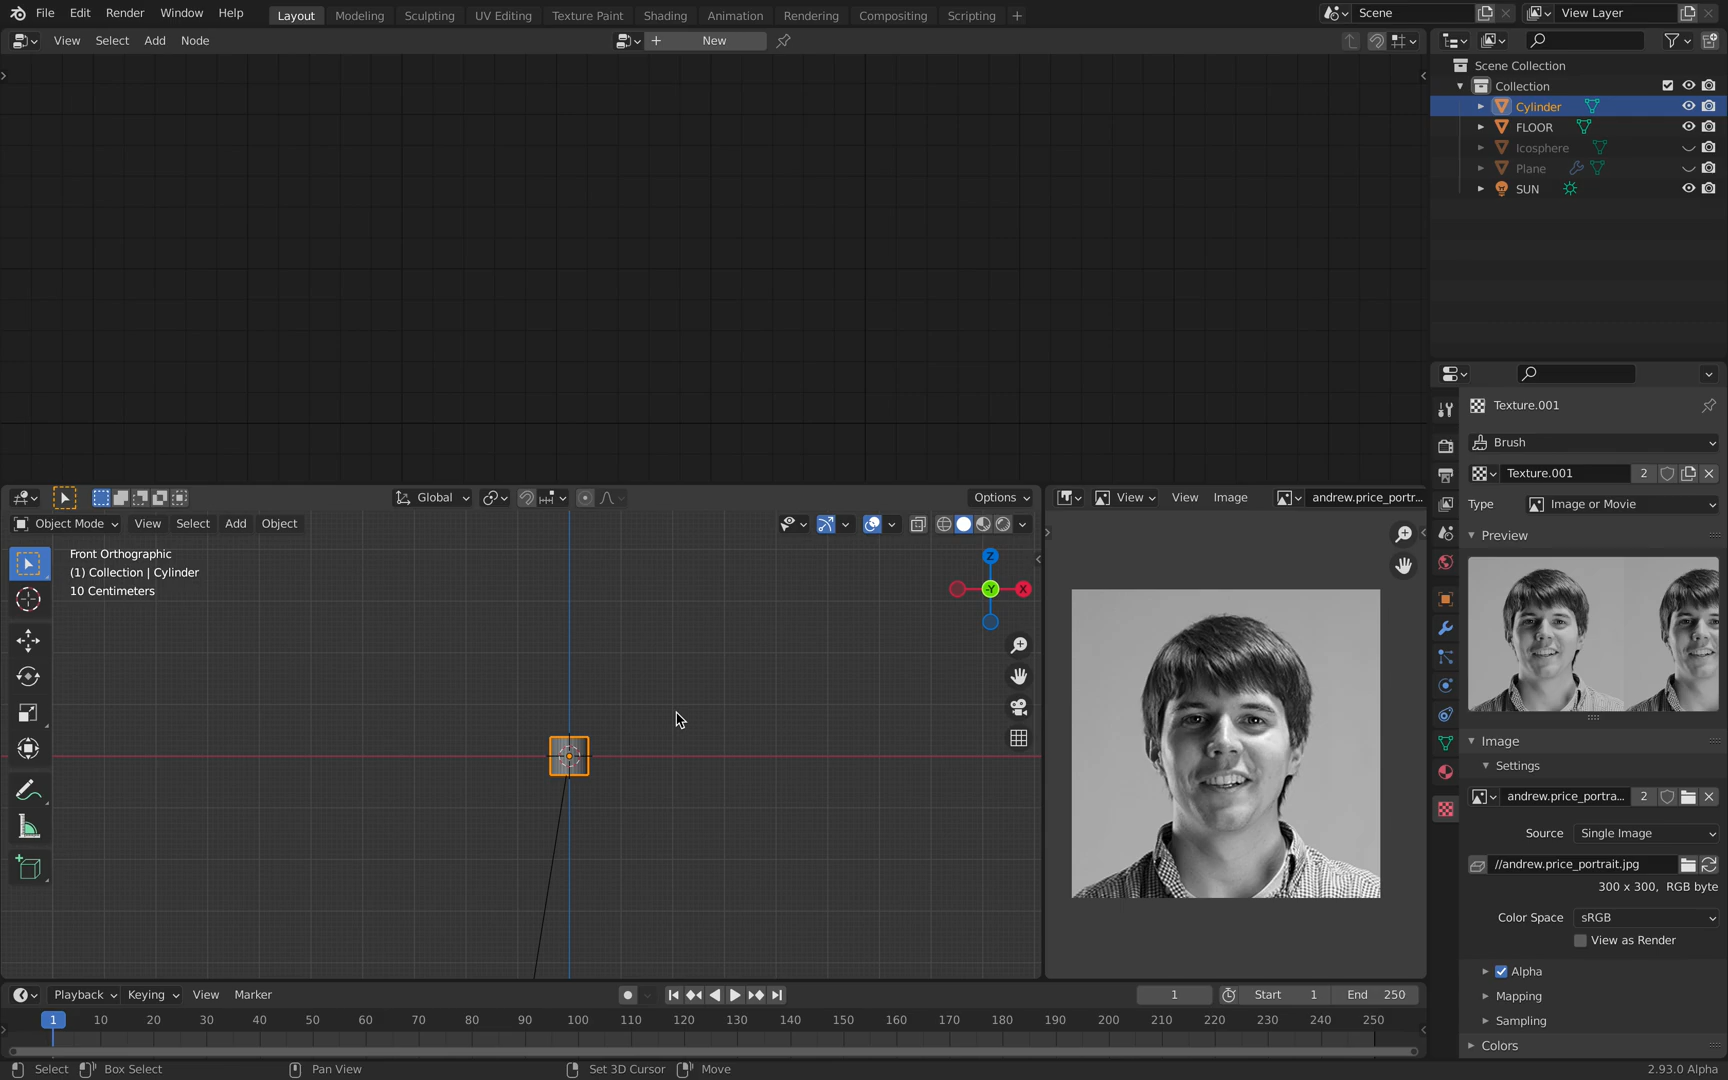 File Edit Render Window Help Layout Modeling Sculpting UV Editing Texture Paint Shading Animation Rendering Compositing Scripting + Scene View Layer
View Select Add Node + New
Scene Collection
Collection
Cylinder
FLOOR
Icosphere
Plane
SUN
Texture.001
Brush
Texture.001 2
Type Image or Movie
Preview
Image
Settings
andrew.price_portra... 2
Source Single Image
//andrew.price_portrait.jpg
300 x 300, RGB byte
Color Space sRGB
View as Render
Alpha
Mapping
Sampling
Colors
Global Options
Object Mode View Select Add Object
Front Orthographic
(1) Collection | Cylinder
10 Centimeters
Z
-Y
X
View View Image andrew.price_portr...
Playback Keying View Marker 1 Start 1 End 250
1 10 20 30 40 50 60 70 80 90 100 110 120 130 140 150 160 170 180 190 200 210 220 230 240 250
Select Box Select Pan View Set 3D Cursor Move 2.93.0 Alpha